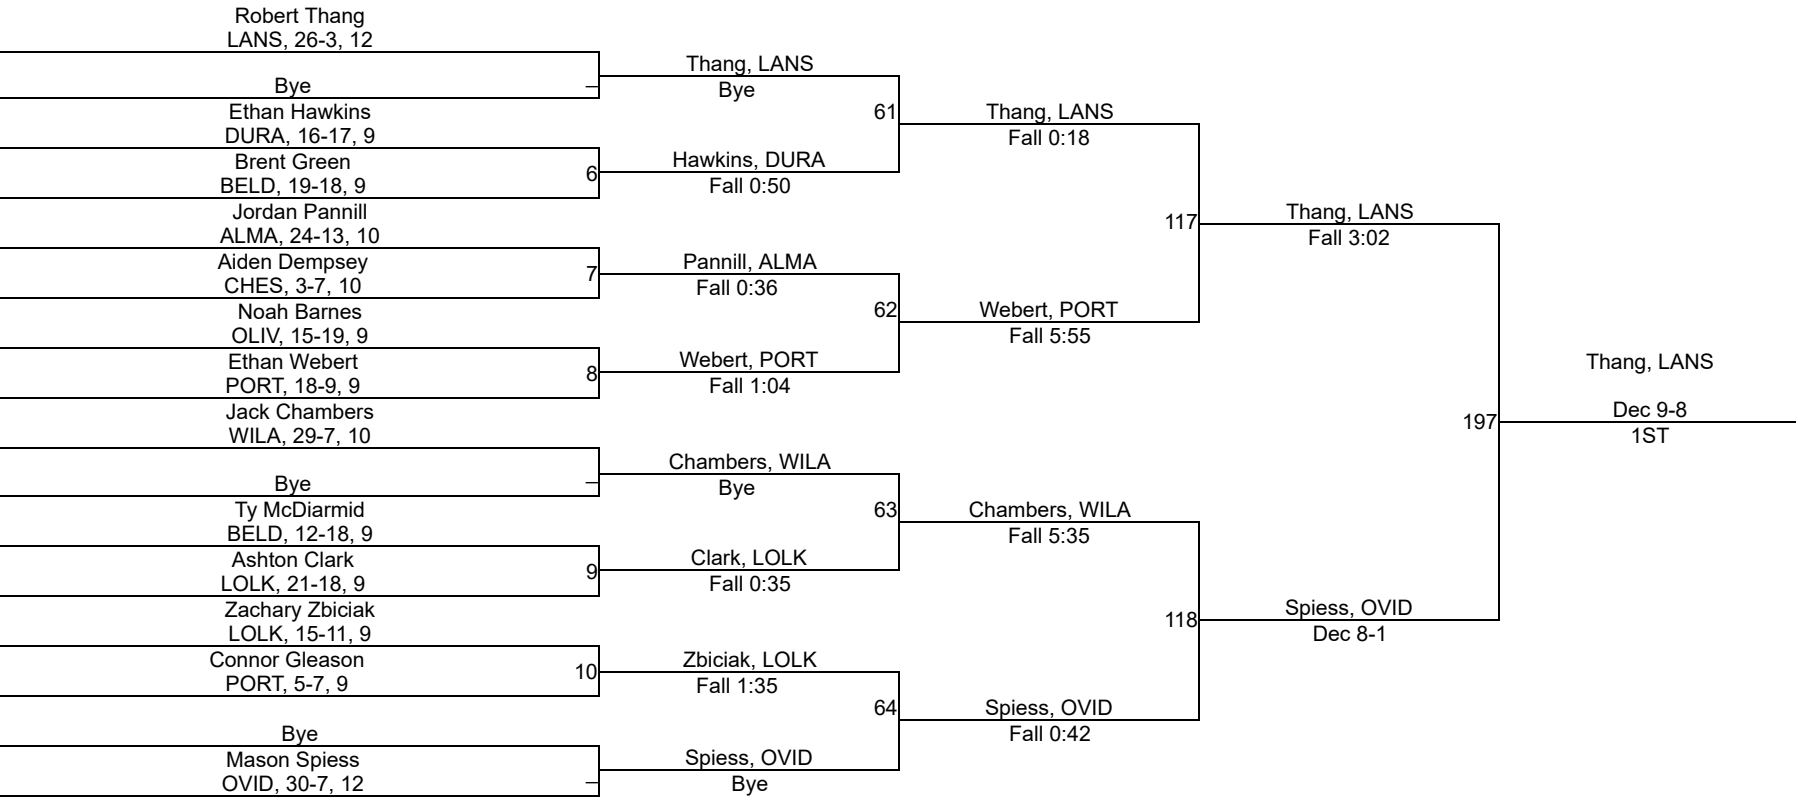 Robert Thang
LANS, 26-3, 12
Bye
Ethan Hawkins
DURA, 16-17, 9
Brent Green
BELD, 19-18, 9
Jordan Pannill
ALMA, 24-13, 10
Aiden Dempsey
CHES, 3-7, 10
Noah Barnes
OLIV, 15-19, 9
Ethan Webert
PORT, 18-9, 9
Jack Chambers
WILA, 29-7, 10
Bye
Ty McDiarmid
BELD, 12-18, 9
Ashton Clark
LOLK, 21-18, 9
Zachary Zbiciak
LOLK, 15-11, 9
Connor Gleason
PORT, 5-7, 9
Bye
Mason Spiess
OVID, 30-7, 12
–
6
7
8
–
9
10
–
Thang, LANS
Bye
Hawkins, DURA
Fall 0:50
Pannill, ALMA
Fall 0:36
Webert, PORT
Fall 1:04
Chambers, WILA
Bye
Clark, LOLK
Fall 0:35
Zbiciak, LOLK
Fall 1:35
Spiess, OVID
Bye
61
62
63
64
Thang, LANS
Fall 0:18
Webert, PORT
Fall 5:55
Chambers, WILA
Fall 5:35
Spiess, OVID
Fall 0:42
117
118
Thang, LANS
Fall 3:02
Spiess, OVID
Dec 8-1
197
Thang, LANS
Dec 9-8
1ST